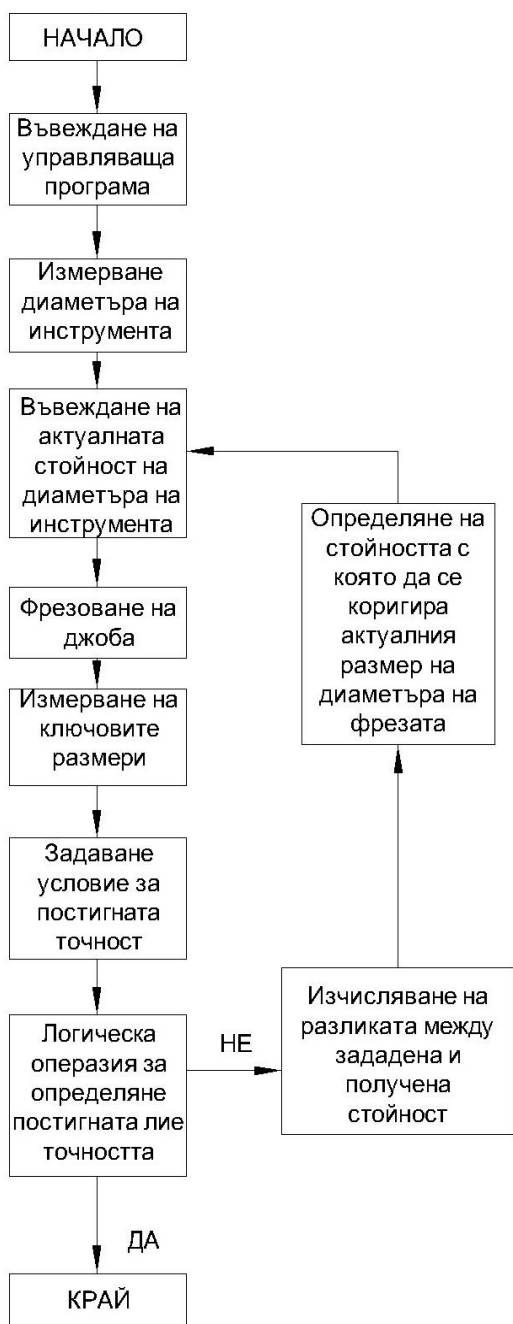 НАЧАЛО
Въвеждане на
управляваща
програма
Измерване
диаметъра на
инструмента
Въвеждане на
актуалната
стойност на
диаметъра на
инструмента
Фрезоване на
джоба
Измерване на
ключовите
размери
Задаване
условие за
постигната
точност
Логическа
операзия за
определяне
постигната лие
точността
НЕ
Изчисляване на
разликата между
зададена и
получена
стойност
Определяне на
стойността с
която да се
коригира
актуалния
размер на
диаметъра на
фрезата
ДА
КРАЙ